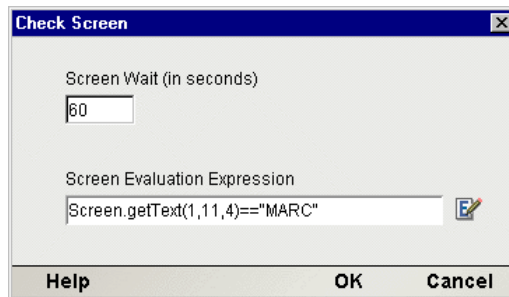 Check Screen
Screen Wait (in seconds)
60
Screen Evaluation Expression
Screen.getText(1,11,4)=="MARC"
Help OK Cancel